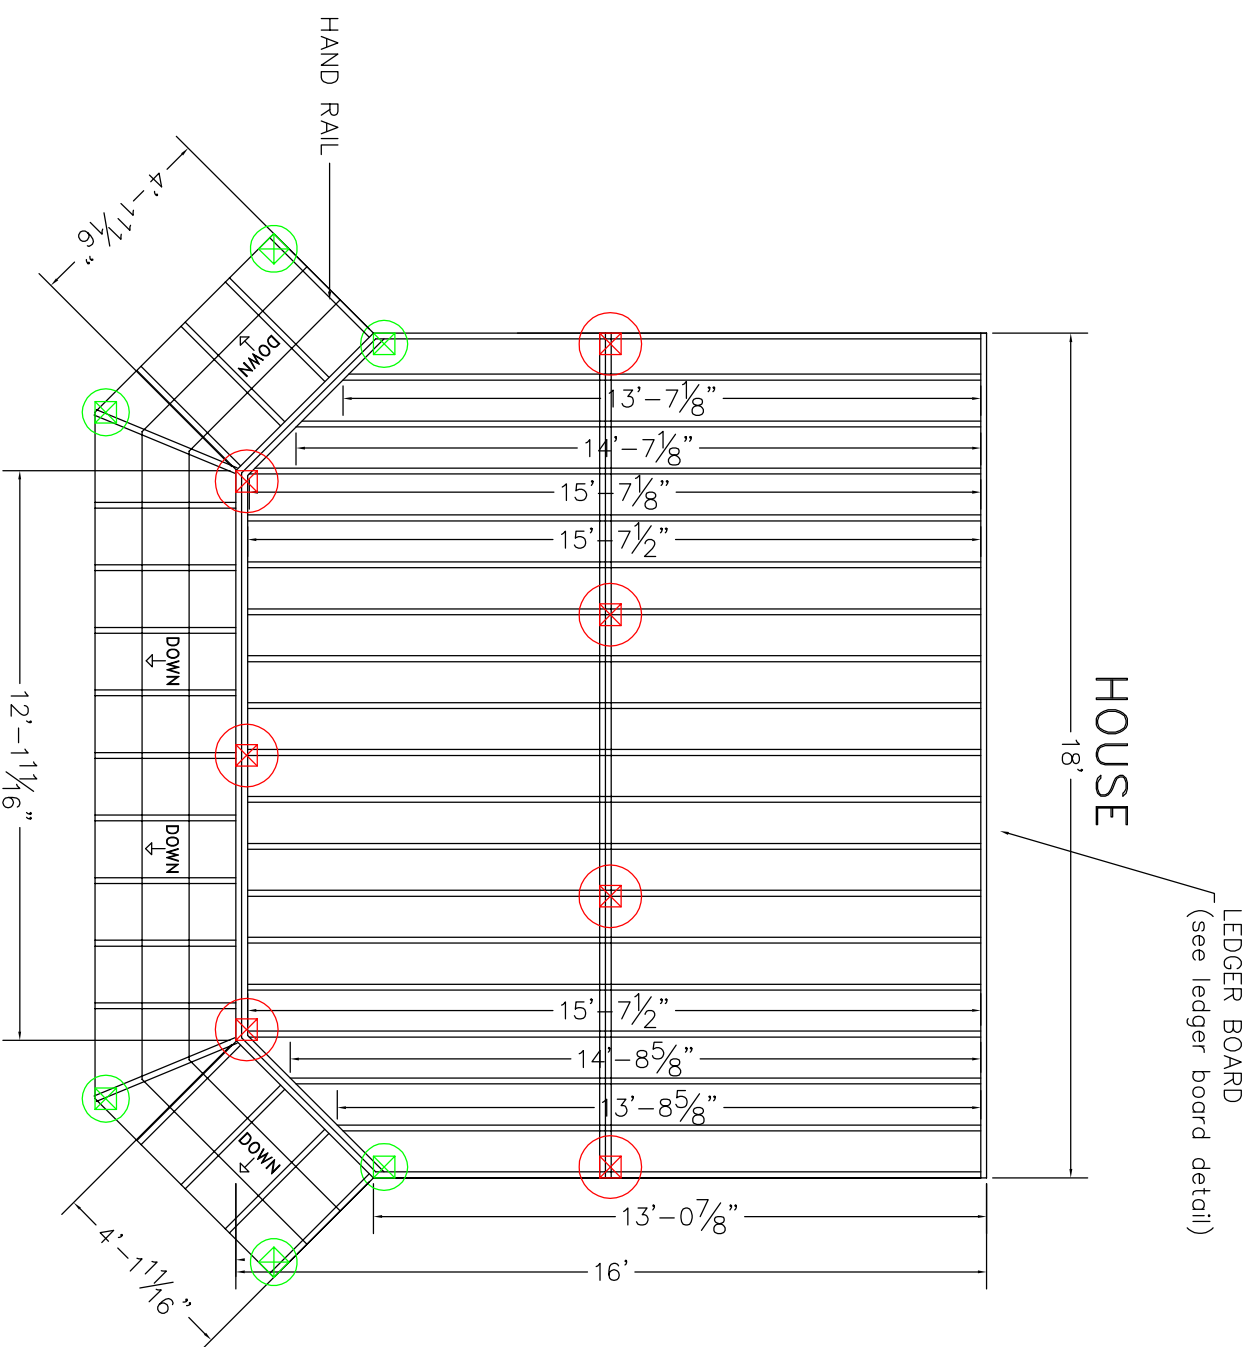 LEDGER BOARD
(see ledger board detail)
HOUSE
18'
HAND RAIL
4'-1 11/16"
13'-7 1/8"
14'-7 1/8"
15'-7 1/8"
15'-7 1/2"
DOWN
DOWN
DOWN
DOWN
12'-1 11/16"
15'-7 1/2"
14'-8 5/8"
13'-8 5/8"
13'-0 7/8"
16'
4'-1 11/16"